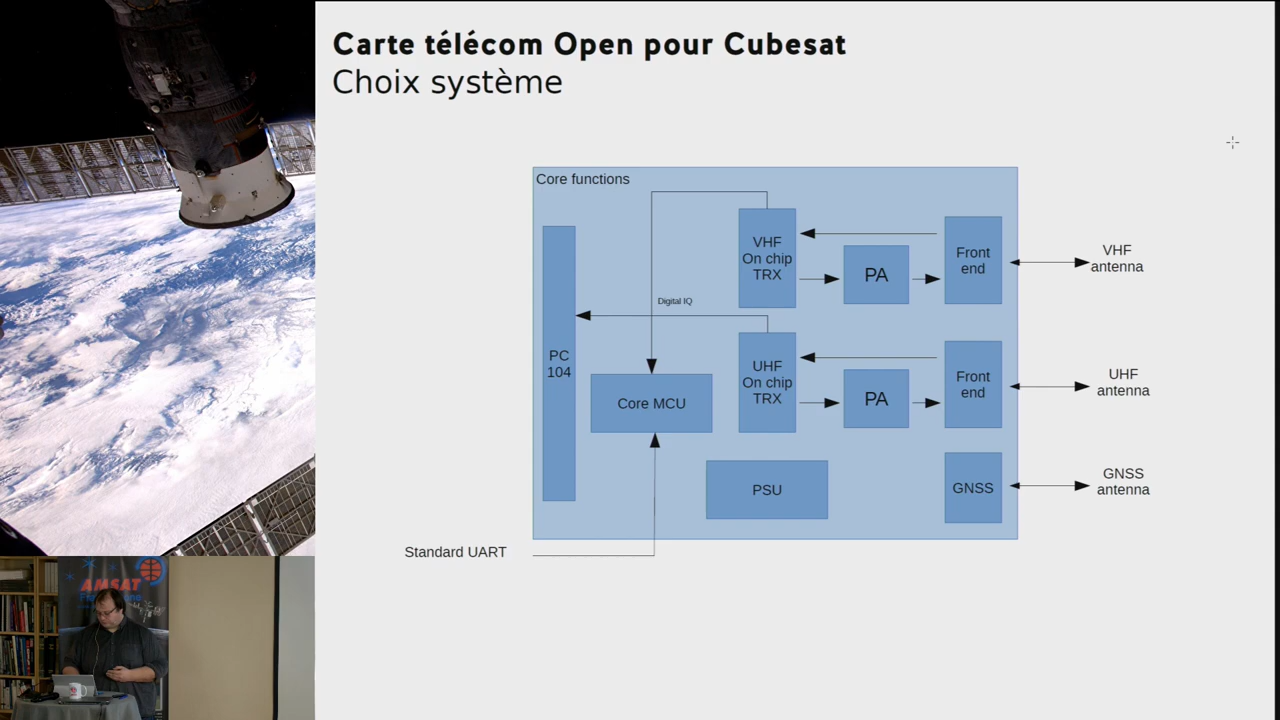 Carte télécom Open pour Cubesat
Choix système
Core functions
VHF
On chip
TRX
PA
Front
end
VHF
antenna
Digital IQ
PC
104
Core MCU
UHF
On chip
TRX
PA
Front
end
UHF
antenna
PSU
GNSS
GNSS
antenna
Standard UART
AMSAT